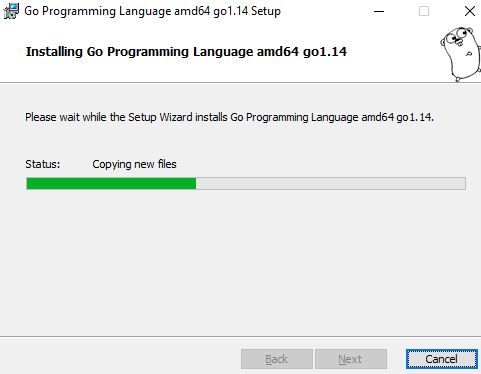 Go Programming Language amd64 go1.14 Setup
Installing Go Programming Language amd64 go1.14
Please wait while the Setup Wizard installs Go Programming Language amd64 go1.14.
Status: Copying new files
Back Next Cancel